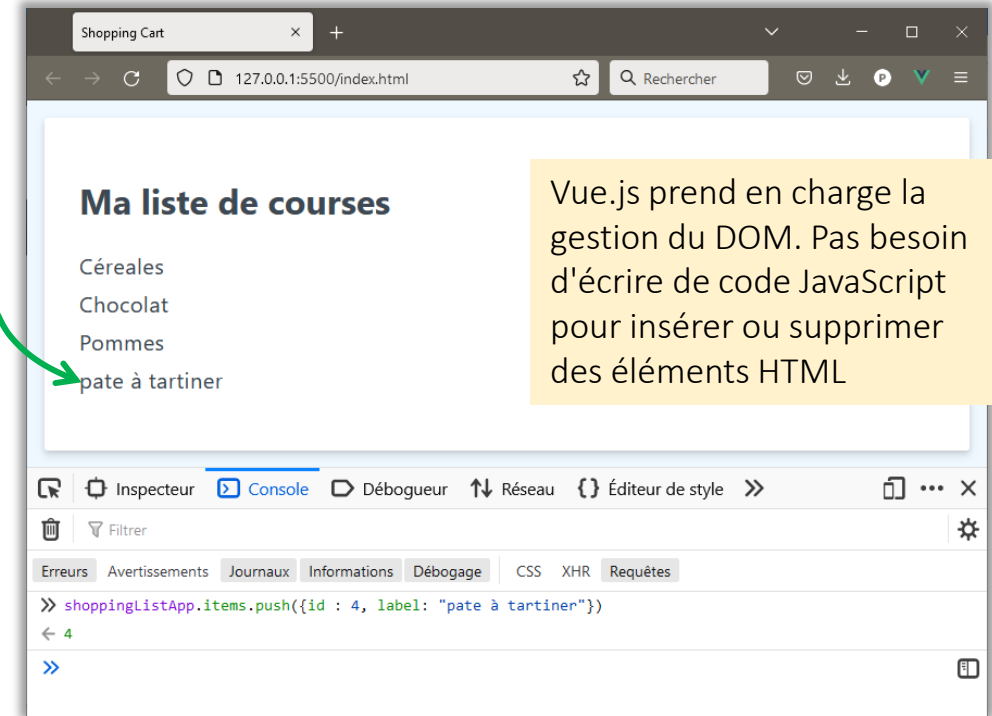 Shopping Cart
127.0.0.1:5500/index.html
Rechercher
P
Ma liste de courses
Céreales
Chocolat
Pommes
pate à tartiner
Vue.js prend en charge la
gestion du DOM. Pas besoin
d'écrire de code JavaScript
pour insérer ou supprimer
des éléments HTML
Inspecteur Console Débogueur Réseau {} Éditeur de style
Filtrer
Erreurs Avertissements Journaux Informations Débogage CSS XHR Requêtes
shoppingListApp.items.push({id : 4, label: "pate à tartiner"})
4